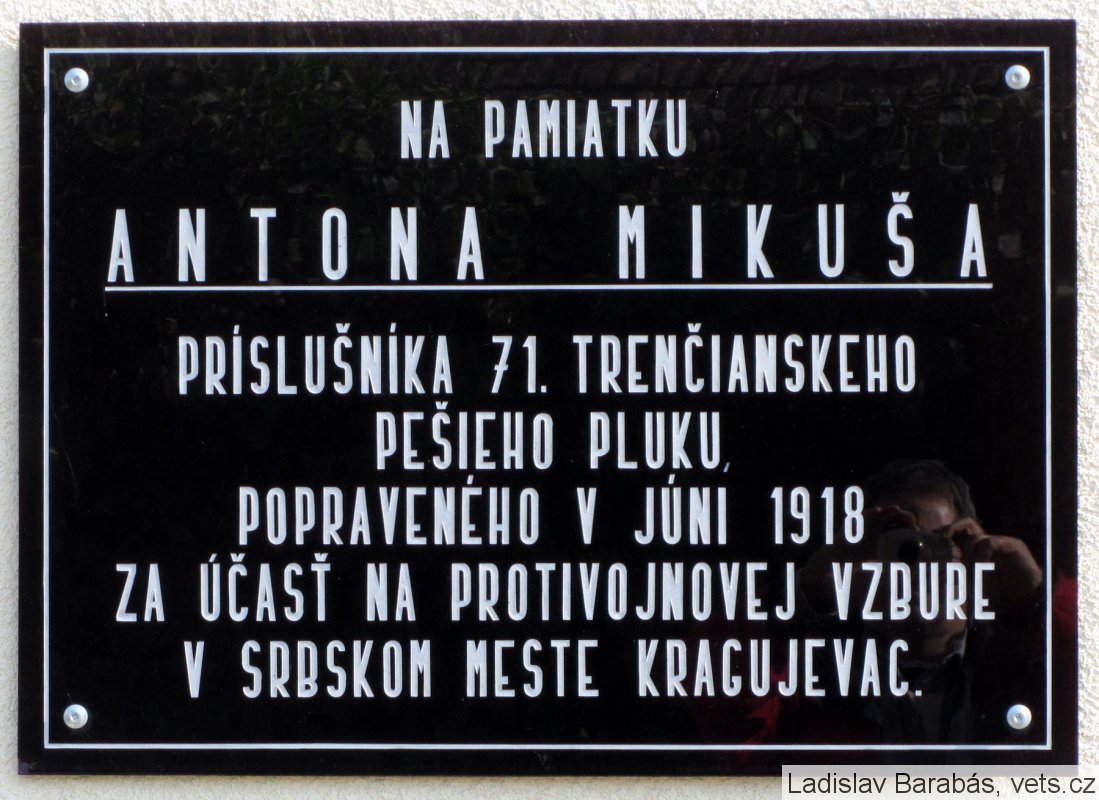 NA PAMIATKU
ANTONA MIKUŠA
PRÍSLUŠNÍKA 71. TRENČIANSKEHO
PEŠIEHO PLUKU,
POPRAVENÉHO V JÚNI 1918
ZA ÚČASŤ NA PROTIVOJNOVEJ VZBURE
V SRBSKOM MESTE KRAGUJEVAC.
Ladislav Barabás, vets.cz